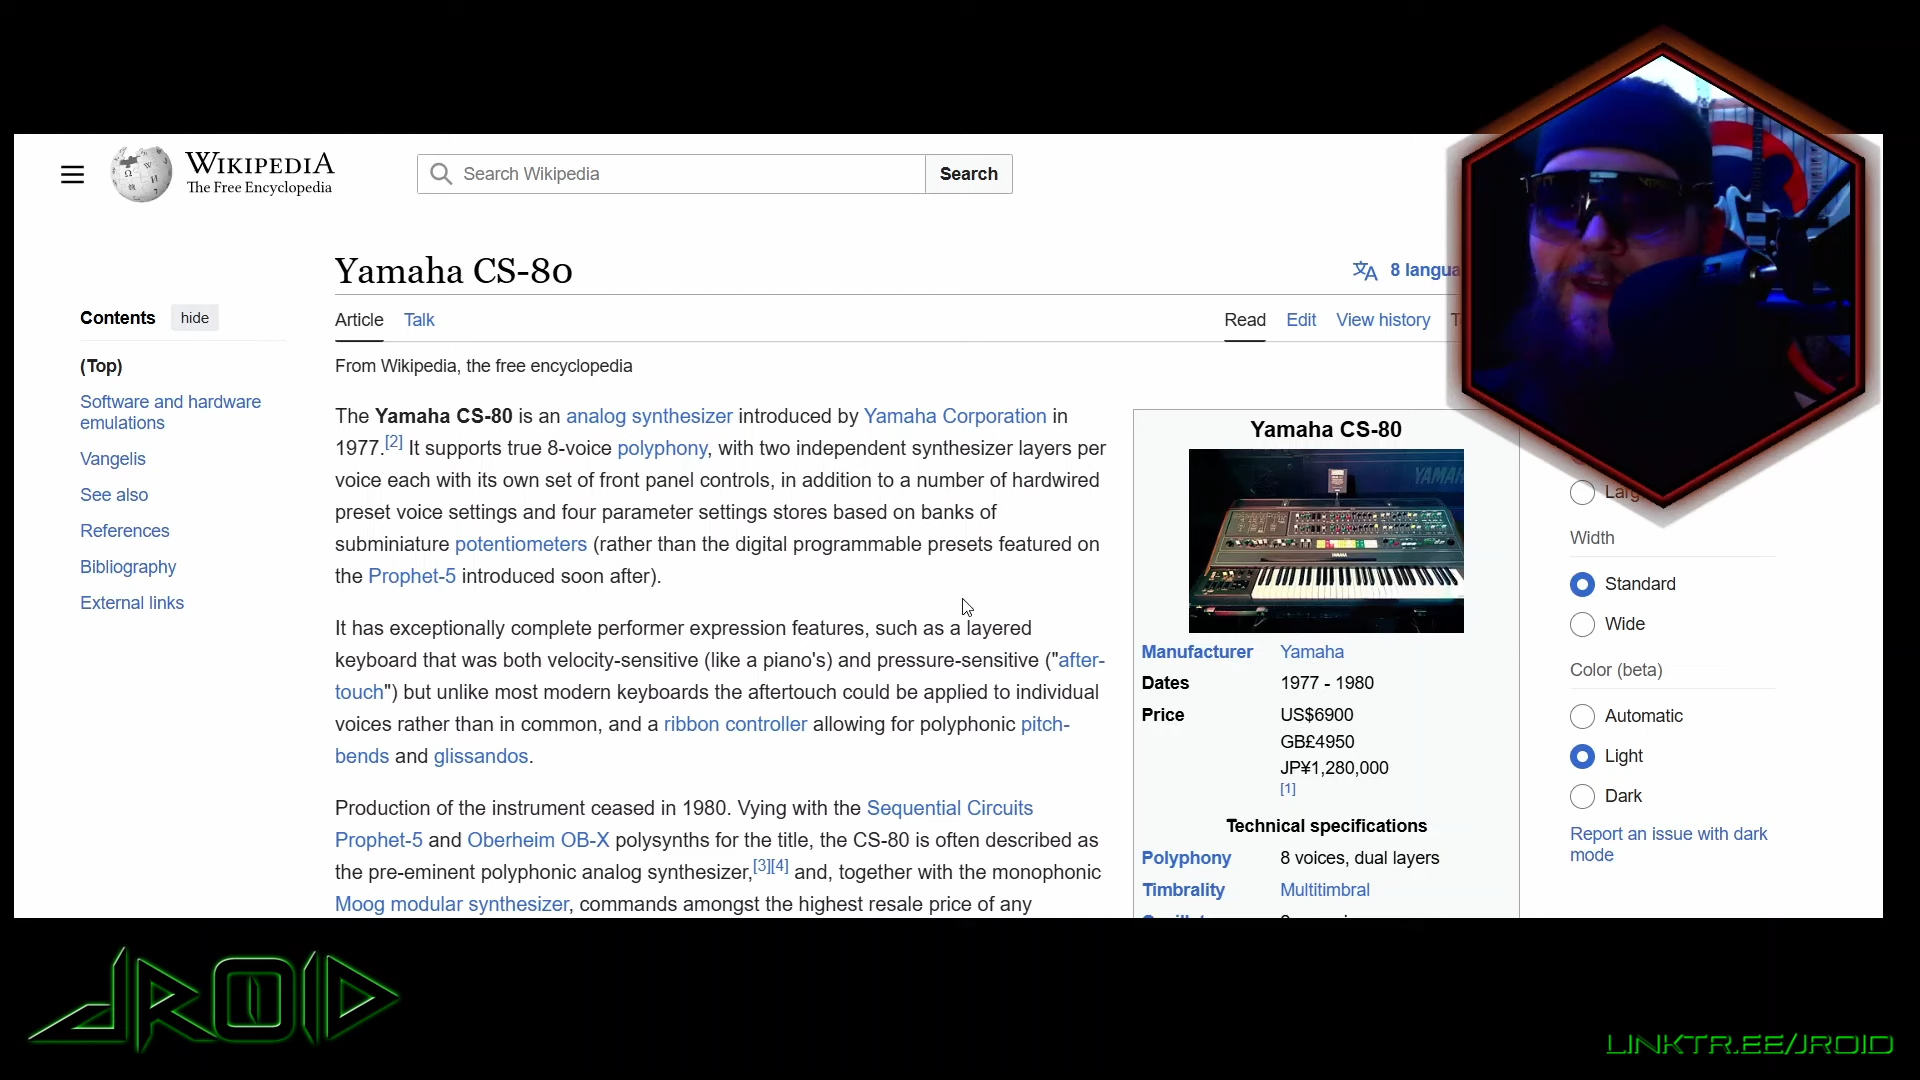 WIKIPEDIA
The Free Encyclopedia
Search Wikipedia
Search
Yamaha CS-80
8 langua
Contents
hide
Article
Talk
Read
Edit
View history
(Top)
From Wikipedia, the free encyclopedia
Software and hardware
emulations
Vangelis
See also
References
Bibliography
External links
The Yamaha CS-80 is an analog synthesizer introduced by Yamaha Corporation in
1977.[2] It supports true 8-voice polyphony, with two independent synthesizer layers per
voice each with its own set of front panel controls, in addition to a number of hardwired
preset voice settings and four parameter settings stores based on banks of
subminiature potentiometers (rather than the digital programmable presets featured on
the Prophet-5 introduced soon after).
It has exceptionally complete performer expression features, such as a layered
keyboard that was both velocity-sensitive (like a piano's) and pressure-sensitive ("after-
touch") but unlike most modern keyboards the aftertouch could be applied to individual
voices rather than in common, and a ribbon controller allowing for polyphonic pitch-
bends and glissandos.
Production of the instrument ceased in 1980. Vying with the Sequential Circuits
Prophet-5 and Oberheim OB-X polysynths for the title, the CS-80 is often described as
the pre-eminent polyphonic analog synthesizer,[3][4] and, together with the monophonic
Moog modular synthesizer, commands amongst the highest resale price of any
Yamaha CS-80
YAMAH
Manufacturer Yamaha
Dates 1977 - 1980
Price US$6900
GB£4950
JP¥1,280,000
[1]
Technical specifications
Polyphony 8 voices, dual layers
Timbrality Multitimbral
Width
Standard
Wide
Color (beta)
Automatic
Light
Dark
Report an issue with dark
mode
JROID
LINKTR.EE/JROID